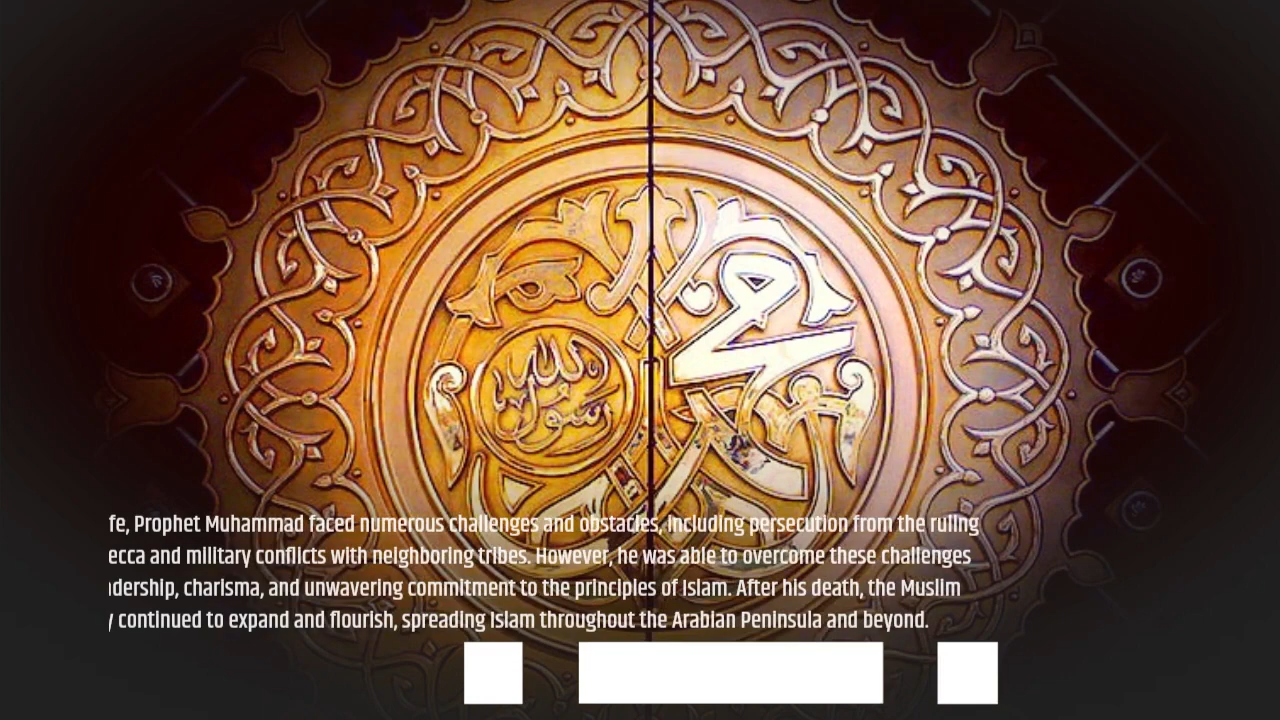 محمد
رسول الله
fe, Prophet Muhammad faced numerous challenges and obstacles, including persecution from the ruling
ecca and military conflicts with neighboring tribes. However, he was able to overcome these challenges
dership, charisma, and unwavering commitment to the principles of Islam. After his death, the Muslim
y continued to expand and flourish, spreading Islam throughout the Arabian Peninsula and beyond.